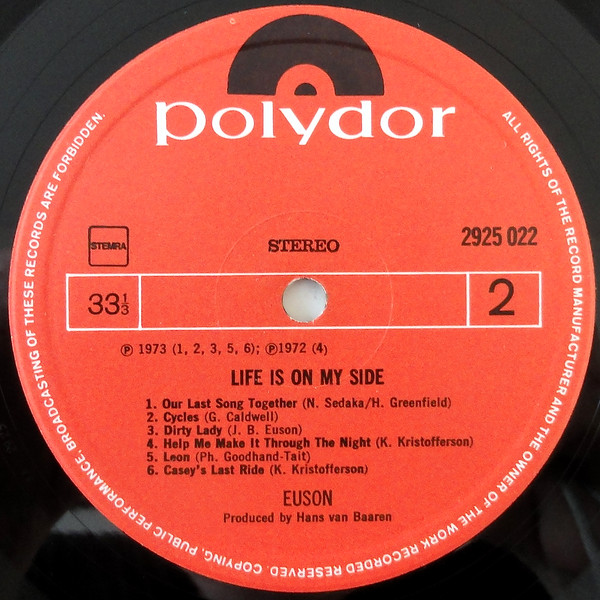 polydor
STEMRA
STEREO
2925 022
33⅓
2
℗ 1973 (1, 2, 3, 5, 6); ℗1972 (4)
LIFE IS ON MY SIDE
1. Our Last Song Together (N. Sedaka/H. Greenfield)
2. Cycles (G. Caldwell)
3. Dirty Lady (J. B. Euson)
4. Help Me Make It Through The Night (K. Kristofferson)
5. Leon (Ph. Goodhand-Tait)
6. Casey's Last Ride (K. Kristofferson)
EUSON
Produced by Hans van Baaren
ALL RIGHTS OF THE RECORD MANUFACTURER AND THE OWNER OF THE WORK RECORDED RESERVED. COPYING, PUBLIC PERFORMANCE, BROADCASTING OF THESE RECORDS ARE FORBIDDEN.